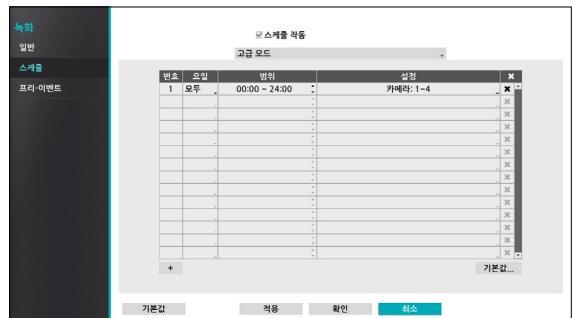 녹화
일반
스케줄
프리-이벤트
스케줄 작동
고급 모드
번호 요일 범위 설정
1 모두 00:00 ~ 24:00 카메라: 1~4
+ 기본값...
기본값 적용 확인 취소